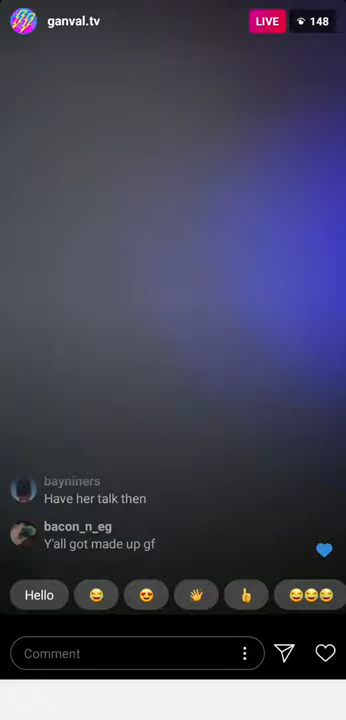 ganval.tv
LIVE
148
bayniners
Have her talk then
bacon_n_eg
Y'all got made up gf
Hello
Comment